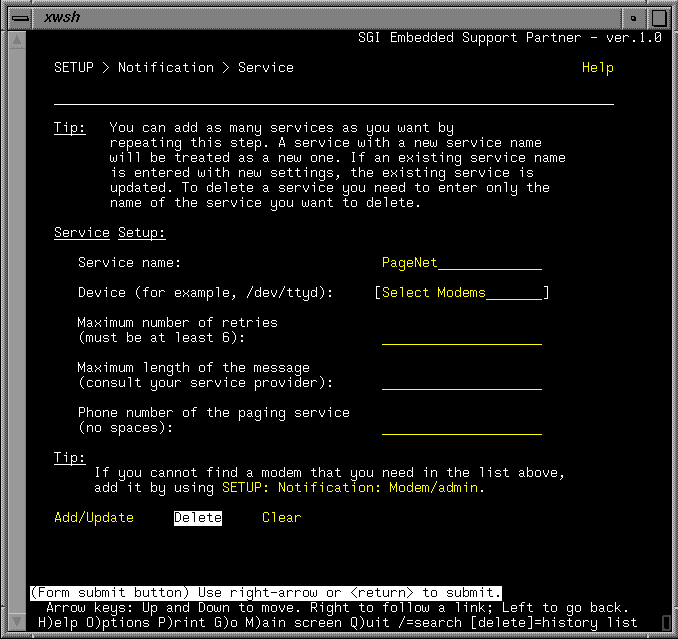 xwsh
SGI Embedded Support Partner - ver.1.0
SETUP > Notification > Service Help
Tip: You can add as many services as you want by
repeating this step. A service with a new service name
will be treated as a new one. If an existing service name
is entered with new settings, the existing service is
updated. To delete a service you need to enter only the
name of the service you want to delete.
Service Setup:
Service name: PageNet_____________
Device (for example, /dev/ttyd): [Select Modems_______]
Maximum number of retries
(must be at least 6): ____________________
Maximum length of the message
(consult your service provider): ____________________
Phone number of the paging service
(no spaces): ____________________
Tip:
If you cannot find a modem that you need in the list above,
add it by using SETUP: Notification: Modem/admin.
Add/Update Delete Clear
(Form submit button) Use right-arrow or <return> to submit.
Arrow keys: Up and Down to move. Right to follow a link; Left to go back.
H)elp O)ptions P)rint G)o M)ain screen Q)uit /=search [delete]=history list